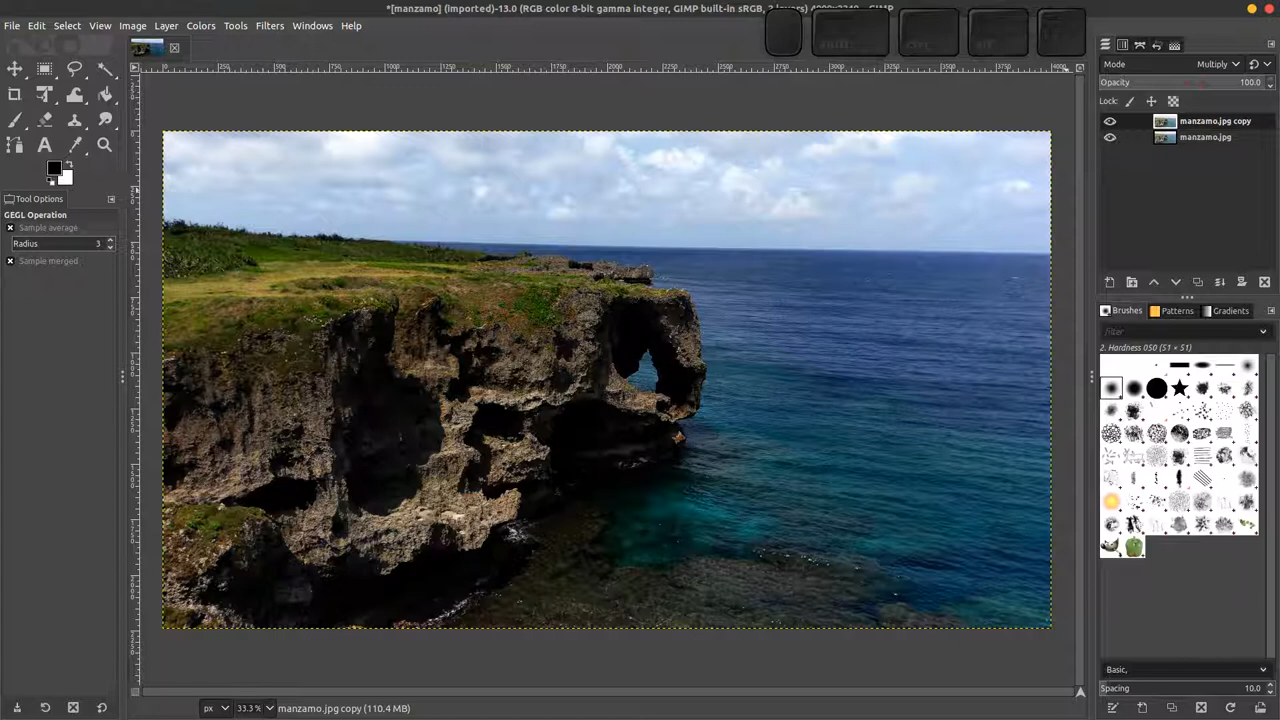 *[manzamo] (imported)-13.0 (RGB color 8-bit gamma integer, GIMP built-in sRGB, 2 layers) 4000x2240 – GIMP
File Edit Select View Image Layer Colors Tools Filters Windows Help
Mode Multiply
Opacity 100.0
Lock:
manzamo.jpg copy
manzamo.jpg
Tool Options
GEGL Operation
Sample average
Radius 3
Sample merged
Brushes Patterns Gradients
filter
2. Hardness 050 (51 × 51)
Basic,
Spacing 10.0
px 33.3 % manzamo.jpg copy (110.4 MB)